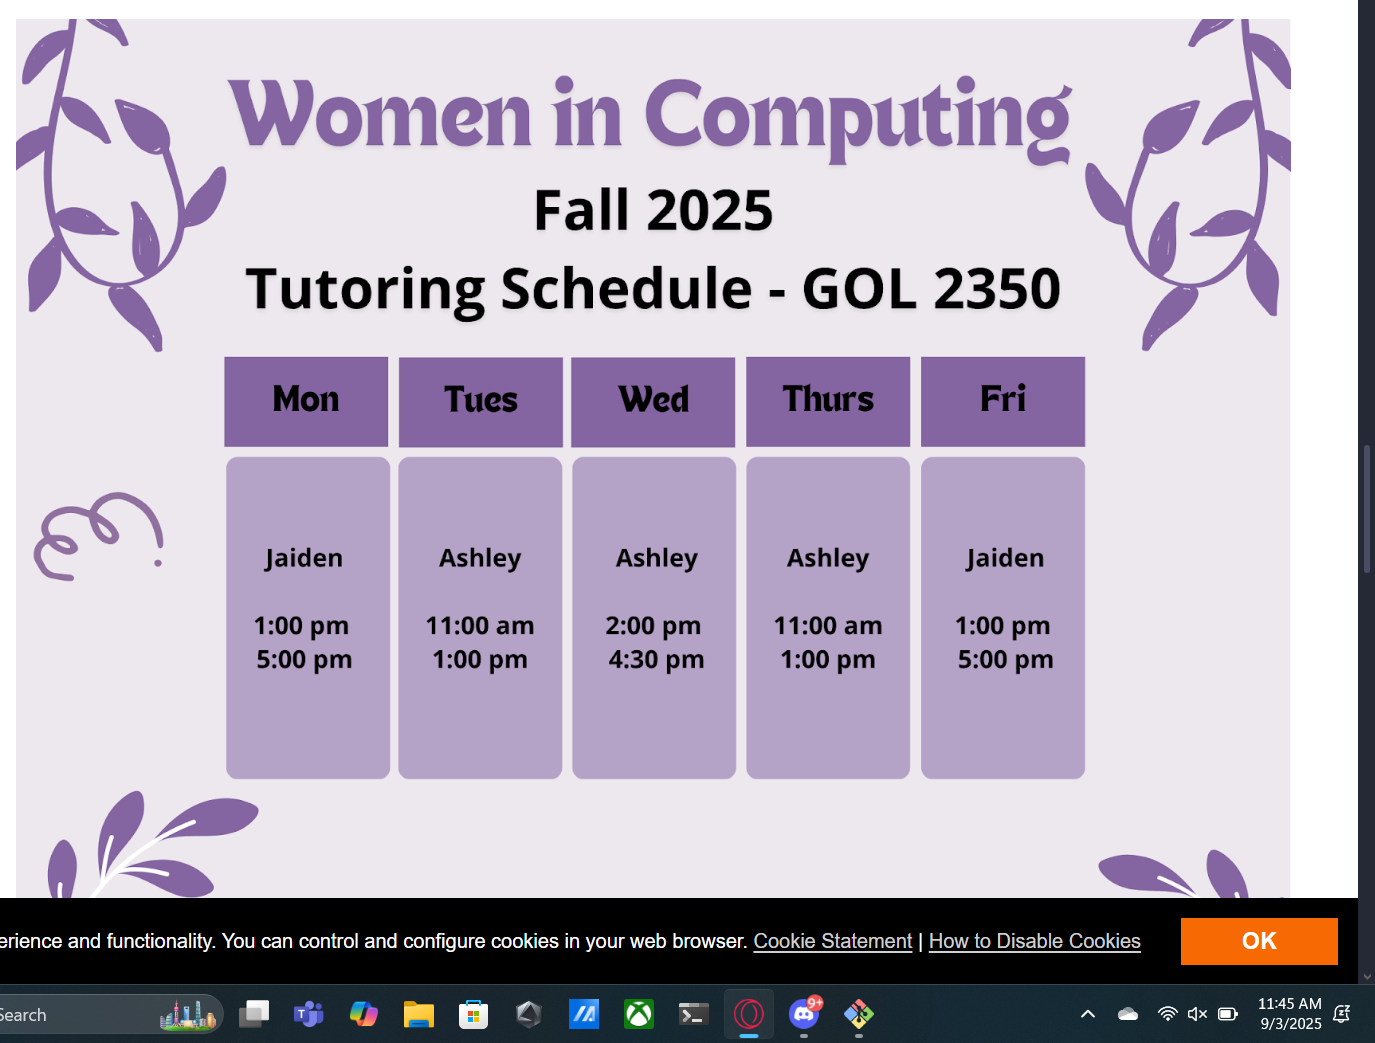 Women in Computing
Fall 2025
Tutoring Schedule - GOL 2350
Mon
Tues
Wed
Thurs
Fri
Jaiden
1:00 pm
5:00 pm
Ashley
11:00 am
1:00 pm
Ashley
2:00 pm
4:30 pm
Ashley
11:00 am
1:00 pm
Jaiden
1:00 pm
5:00 pm
erience and functionality. You can control and configure cookies in your web browser. Cookie Statement | How to Disable Cookies
OK
Search
9+
11:45 AM
9/3/2025